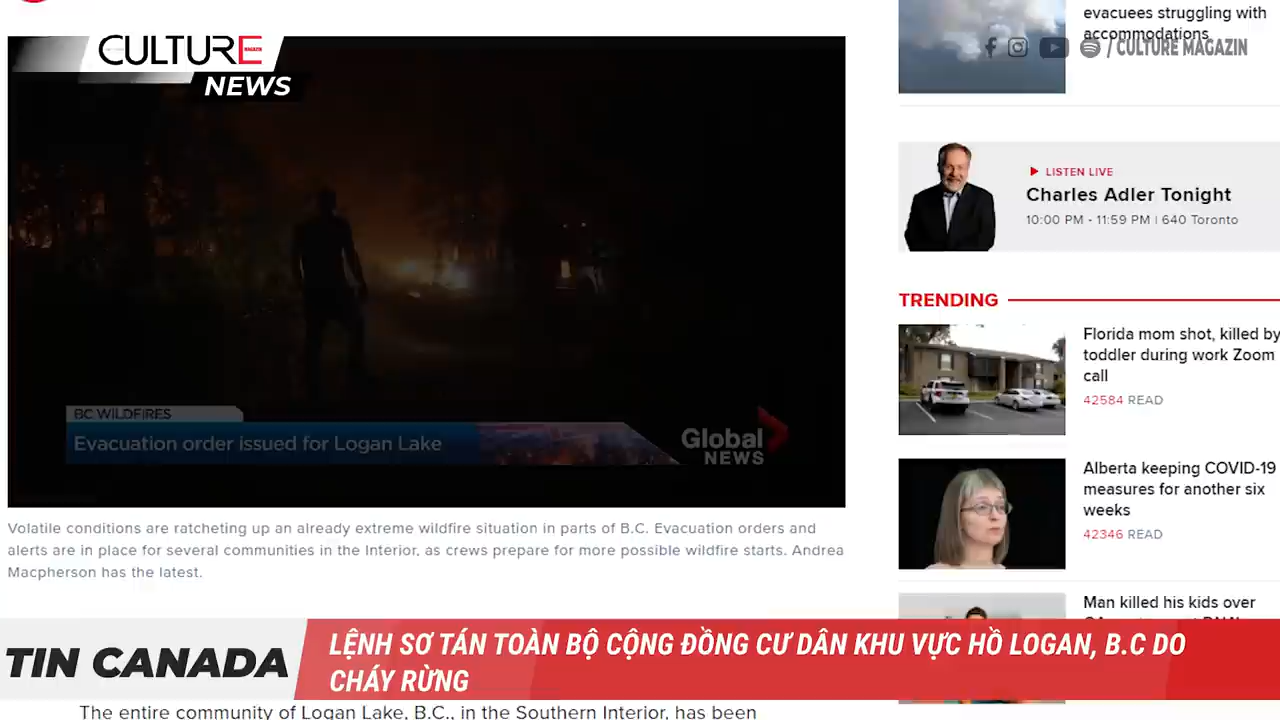 CULTURE
MAGAZIN
NEWS
BC WILDFIRES
Evacuation order issued for Logan Lake
Global
NEWS
Volatile conditions are ratcheting up an already extreme wildfire situation in parts of B.C. Evacuation orders and
alerts are in place for several communities in the Interior, as crews prepare for more possible wildfire starts. Andrea
Macpherson has the latest.
evacuees struggling with
accommodations
/ CULTURE MAGAZIN
LISTEN LIVE
Charles Adler Tonight
10:00 PM - 11:59 PM | 640 Toronto
TRENDING
Florida mom shot, killed by
toddler during work Zoom
call
42584 READ
Alberta keeping COVID-19
measures for another six
weeks
42346 READ
Man killed his kids over
TIN CANADA
LỆNH SƠ TÁN TOÀN BỘ CỘNG ĐỒNG CƯ DÂN KHU VỰC HỒ LOGAN, B.C DO
CHÁY RỪNG
The entire community of Logan Lake, B.C., in the Southern Interior, has been